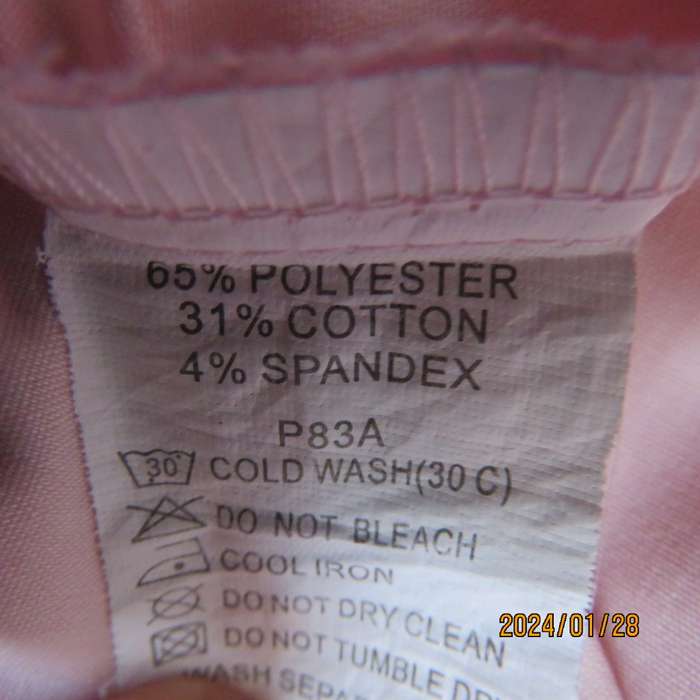 65% POLYESTER
31% COTTON
4% SPANDEX
P83A
30 COLD WASH(30 C)
DO NOT BLEACH
COOL IRON
DO NOT DRY CLEAN
DO NOT TUMBLE
WASH
2024/01/28